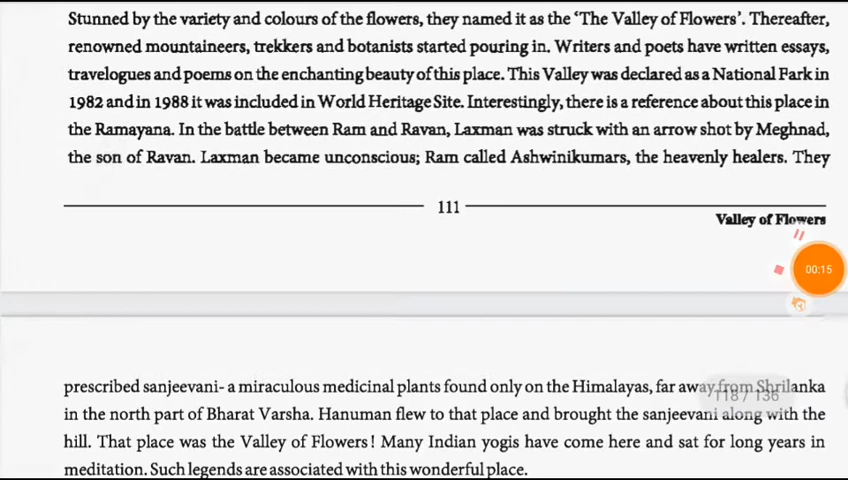 Stunned by the variety and colours of the flowers, they named it as the ‘The Valley of Flowers’. Thereafter,
renowned mountaineers, trekkers and botanists started pouring in. Writers and poets have written essays,
travelogues and poems on the enchanting beauty of this place. This Valley was declared as a National Park in
1982 and in 1988 it was included in World Heritage Site. Interestingly, there is a reference about this place in
the Ramayana. In the battle between Ram and Ravan, Laxman was struck with an arrow shot by Meghnad,
the son of Ravan. Laxman became unconscious; Ram called Ashwinikumars, the heavenly healers. They
111
Valley of Flowers
00:15
prescribed sanjeevani- a miraculous medicinal plants found only on the Himalayas, far away from Shrilanka
118 / 136
in the north part of Bharat Varsha. Hanuman flew to that place and brought the sanjeevani along with the
hill. That place was the Valley of Flowers! Many Indian yogis have come here and sat for long years in
meditation. Such legends are associated with this wonderful place.